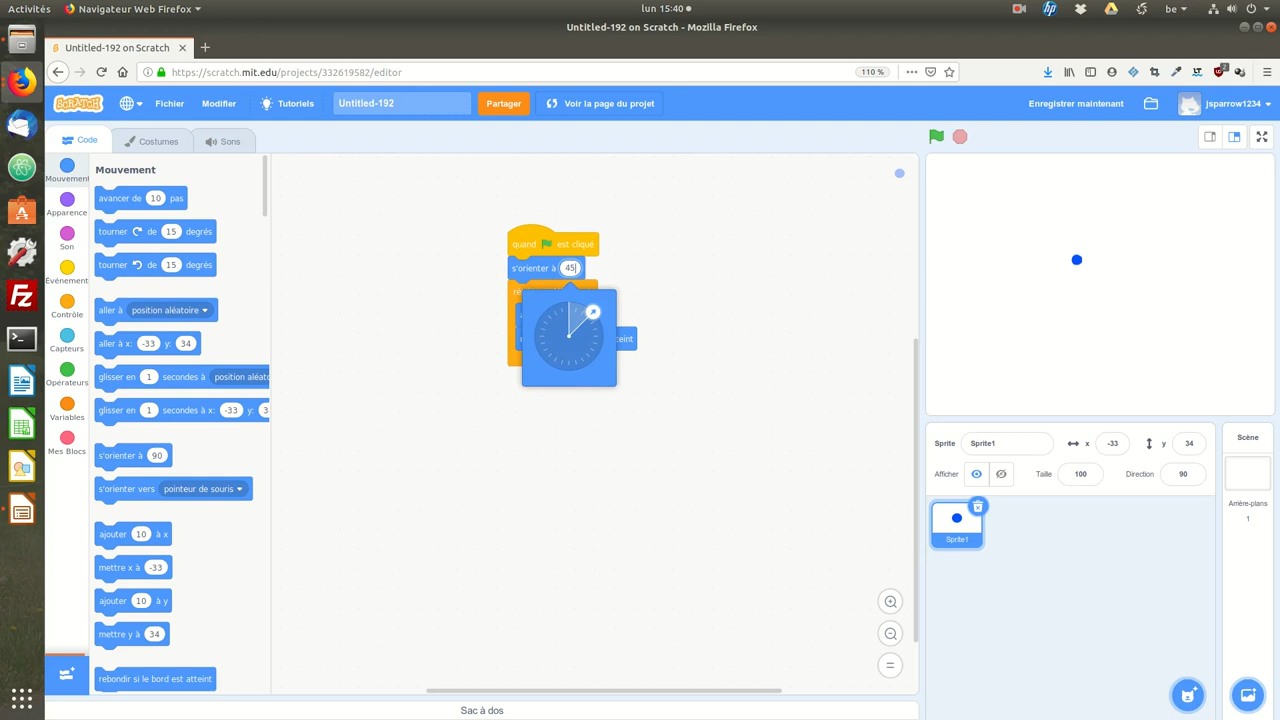 Activités
Navigateur Web Firefox
lun 15:40
be
Untitled-192 on Scratch - Mozilla Firefox
Untitled-192 on Scratch
https://scratch.mit.edu/projects/332619582/editor
110 %
SCRATCH
Fichier
Modifier
Tutoriels
Untitled-192
Partager
Voir la page du projet
Enregistrer maintenant
jsparrow1234
Code
Costumes
Sons
Mouvement
Apparence
Son
Événement
Contrôle
Capteurs
Opérateurs
Variables
Mes Blocs
Mouvement
avancer de 10 pas
tourner 15 degrés
tourner 15 degrés
aller à position aléatoire
aller à x: -33 y: 34
glisser en 1 secondes à position aléato
glisser en 1 secondes à x: -33 y: 3
s'orienter à 90
s'orienter vers pointeur de souris
ajouter 10 à x
mettre x à -33
ajouter 10 à y
mettre y à 34
rebondir si le bord est atteint
quand est cliqué
s'orienter à 45
teint
Sprite Sprite1
x -33
y 34
Afficher
Taille 100
Direction 90
Sprite1
Scène
Arrière-plans
1
Sac à dos